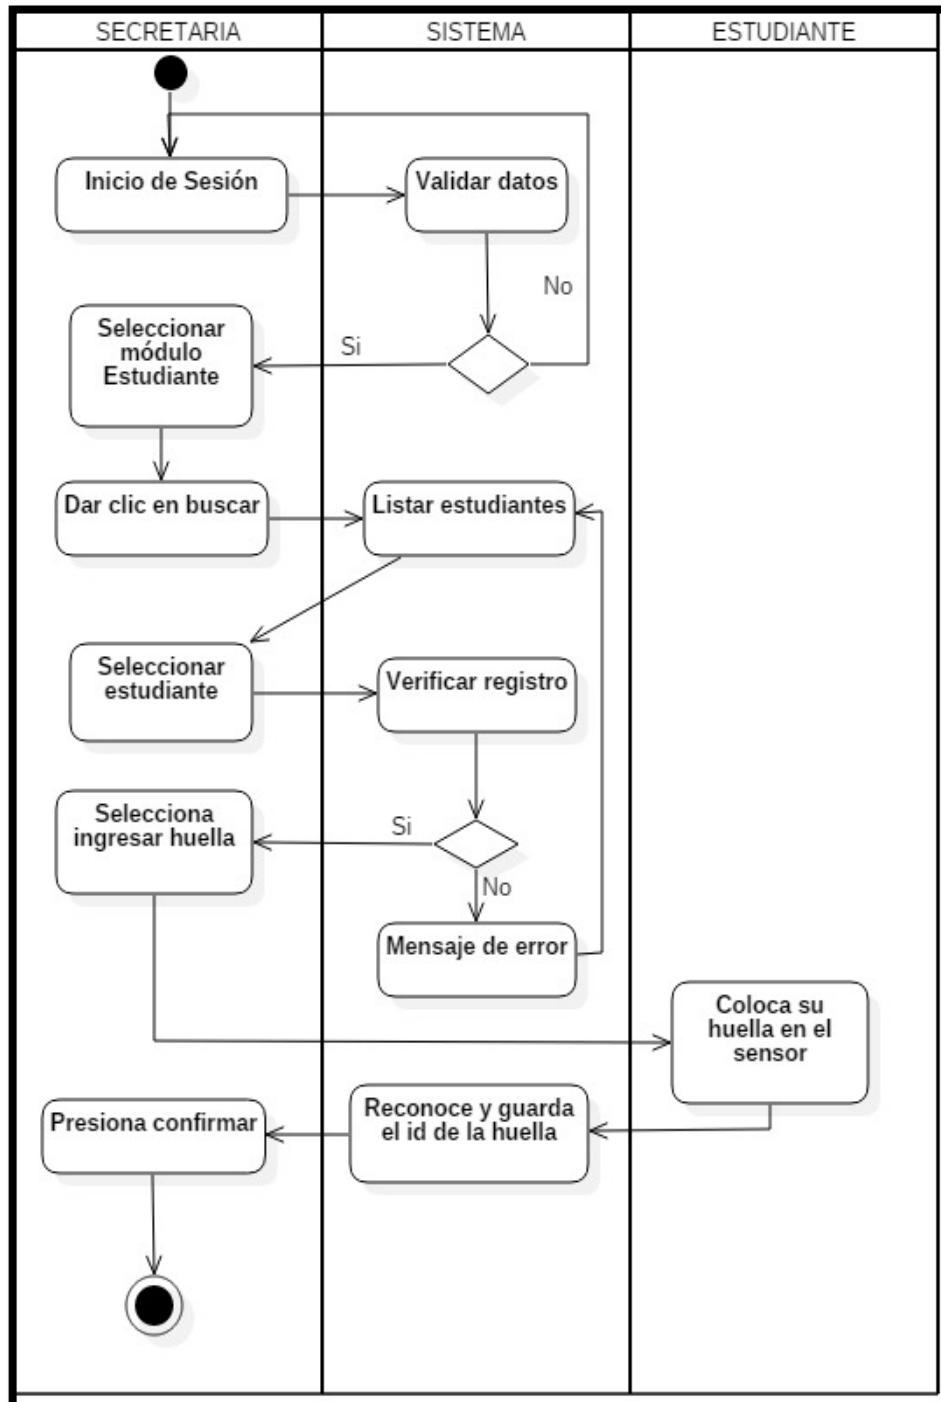 SECRETARIA
SISTEMA
ESTUDIANTE
Inicio de Sesión
Validar datos
No
Si
Seleccionar
módulo
Estudiante
Dar clic en buscar
Listar estudiantes
Seleccionar
estudiante
Verificar registro
Selecciona
ingresar huella
Si
No
Mensaje de error
Coloca su
huella en el
sensor
Reconoce y guarda
el id de la huella
Presiona confirmar